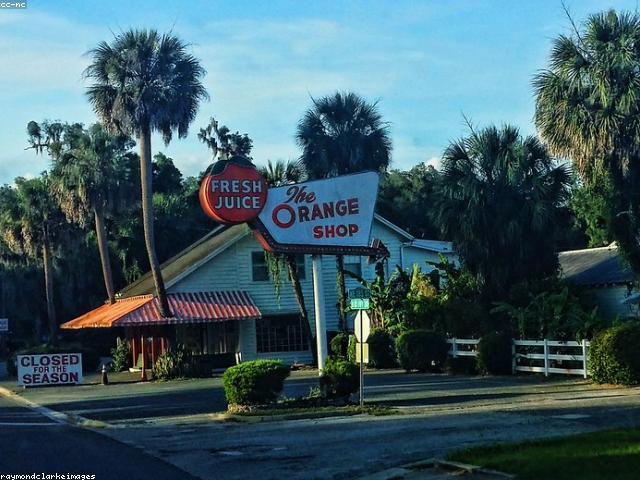 cc-nc
FRESH
JUICE
The
ORANGE
SHOP
CLOSED
FOR THE
SEASON
raymondclarkeimages